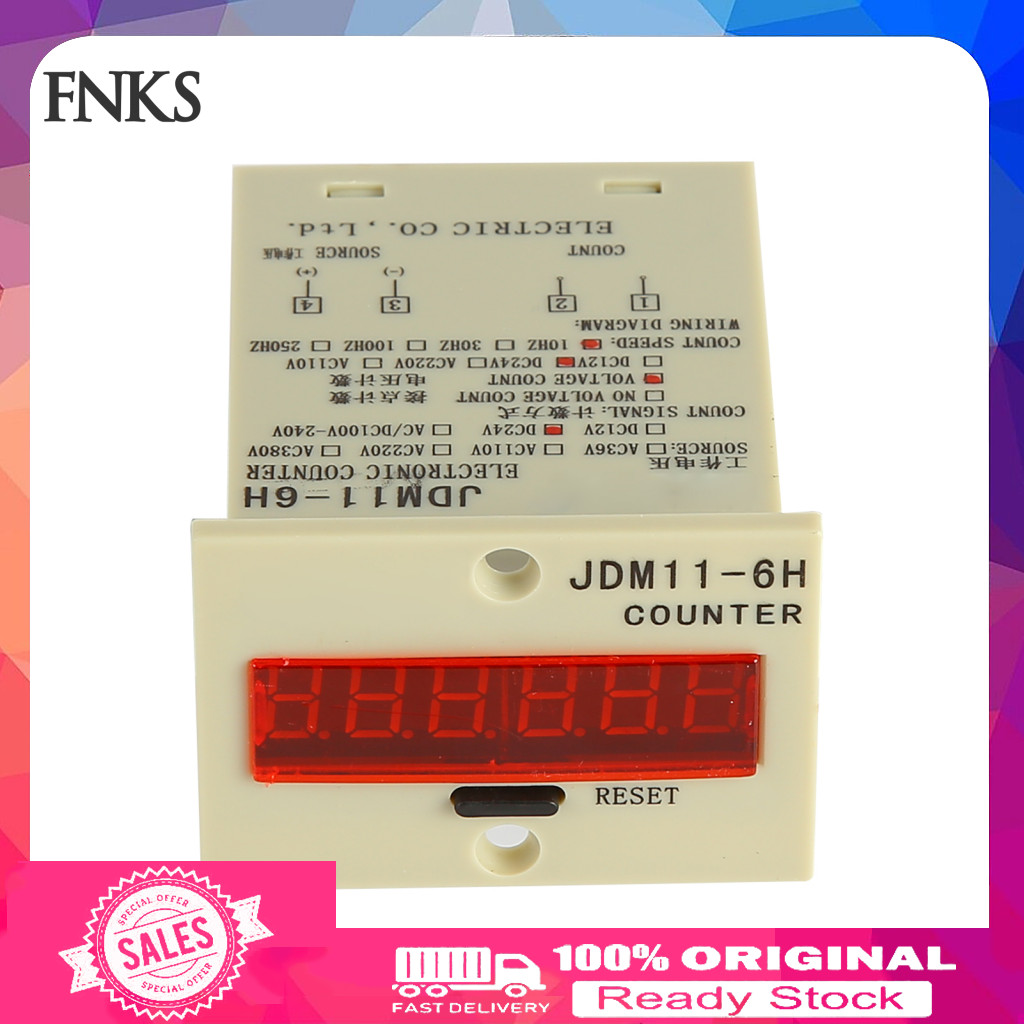 FNKS
JDM11-6H
ELECTRONIC COUNTER
工作电压
SOURCE: □AC36V □AC110V □AC220V □AC380V
□DC12V ■DC24V □AC/DC100V-240V
COUNT SIGNAL: 计数方式
□NO VOLTAGE COUNT 接点计数
■VOLTAGE COUNT 电压计数
□DC12V ■DC24V □AC220V □AC110V
COUNT SPEED: ■10HZ □30HZ □100HZ □250HZ
WIRING DIAGRAM:
1 2 3 4
(-) (+)
COUNT SOURCE 工作电压
ELECTRIC CO., Ltd.
JDM11-6H
COUNTER
RESET
SPECIAL OFFER
SALES
SPECIAL OFFER
FAST DELIVERY
100% ORIGINAL
Ready Stock